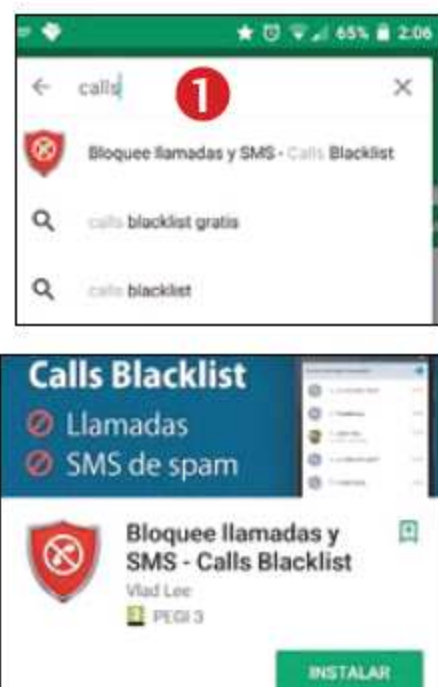 65% 2:06
calls
1
Bloquee llamadas y SMS - Calls Blacklist
calls blacklist gratis
calls blacklist
Calls Blacklist
Llamadas
SMS de spam
Bloquee llamadas y
SMS - Calls Blacklist
Vlad Lee
3 PEGI 3
INSTALAR